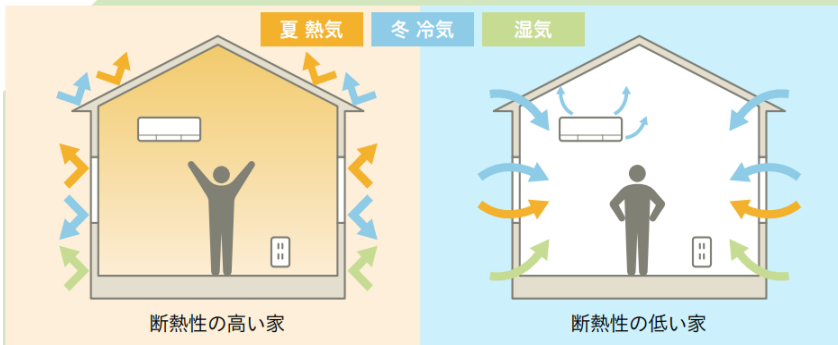 夏 熱気
冬 冷気
湿気
断熱性の高い家
断熱性の低い家